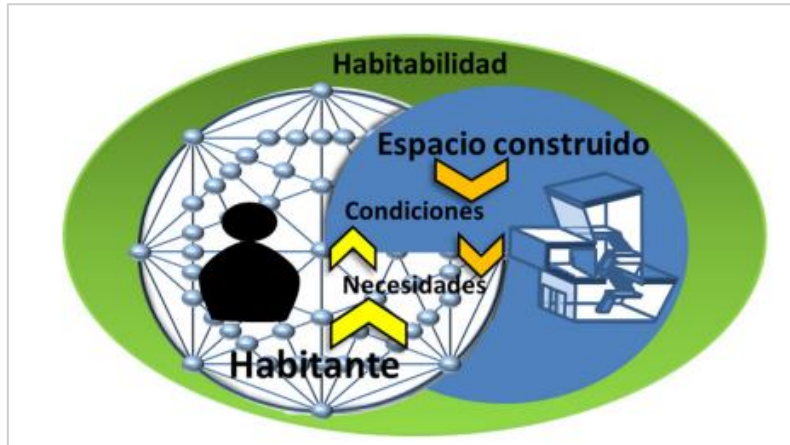 Habitabilidad
Espacio construido
Condiciones
Necesidades
Habitante